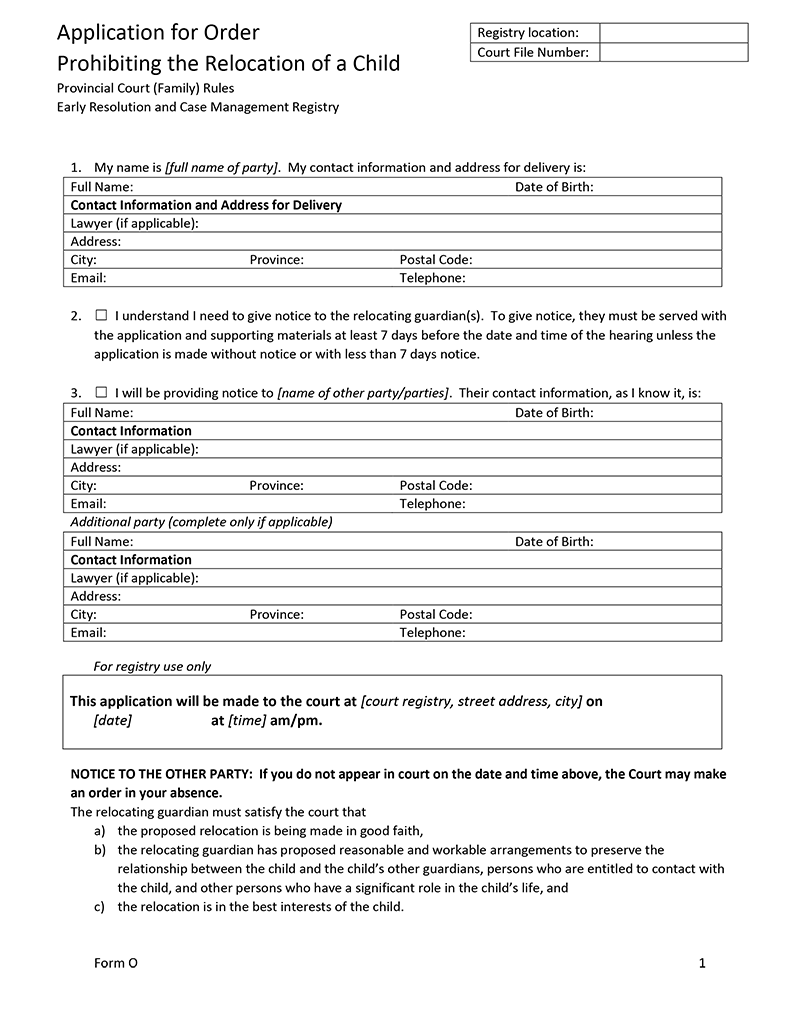 Application for Order
Prohibiting the Relocation of a Child
Provincial Court (Family) Rules
Early Resolution and Case Management Registry
Registry location:
Court File Number:
1. My name is [full name of party]. My contact information and address for delivery is:
Full Name: Date of Birth:
Contact Information and Address for Delivery
Lawyer (if applicable):
Address:
City: Province: Postal Code:
Email: Telephone:
2. ☐ I understand I need to give notice to the relocating guardian(s). To give notice, they must be served with
the application and supporting materials at least 7 days before the date and time of the hearing unless the
application is made without notice or with less than 7 days notice.
3. ☐ I will be providing notice to [name of other party/parties]. Their contact information, as I know it, is:
Full Name: Date of Birth:
Contact Information
Lawyer (if applicable):
Address:
City: Province: Postal Code:
Email: Telephone:
Additional party (complete only if applicable)
Full Name: Date of Birth:
Contact Information
Lawyer (if applicable):
Address:
City: Province: Postal Code:
Email: Telephone:
For registry use only
This application will be made to the court at [court registry, street address, city] on
[date] at [time] am/pm.
NOTICE TO THE OTHER PARTY: If you do not appear in court on the date and time above, the Court may make
an order in your absence.
The relocating guardian must satisfy the court that
a) the proposed relocation is being made in good faith,
b) the relocating guardian has proposed reasonable and workable arrangements to preserve the
relationship between the child and the child's other guardians, persons who are entitled to contact with
the child, and other persons who have a significant role in the child's life, and
c) the relocation is in the best interests of the child.
Form O 1